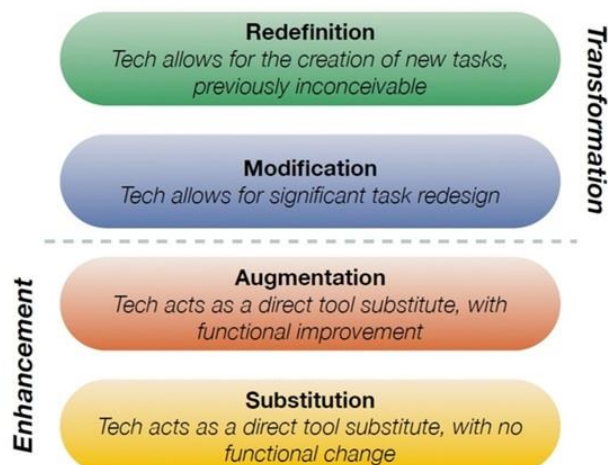 Redefinition
Tech allows for the creation of new tasks,
previously inconceivable
Modification
Tech allows for significant task redesign
Transformation
Augmentation
Tech acts as a direct tool substitute, with
functional improvement
Substitution
Tech acts as a direct tool substitute, with no
functional change
Enhancement